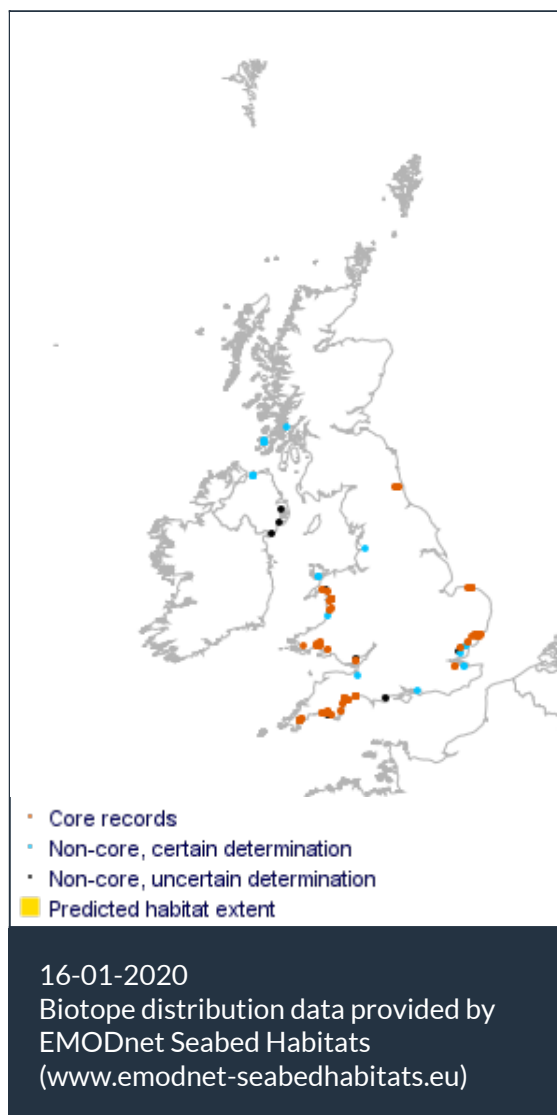 Core records
Non-core, certain determination
Non-core, uncertain determination
Predicted habitat extent
16-01-2020
Biotope distribution data provided by
EMODnet Seabed Habitats
(www.emodnet-seabedhabitats.eu)